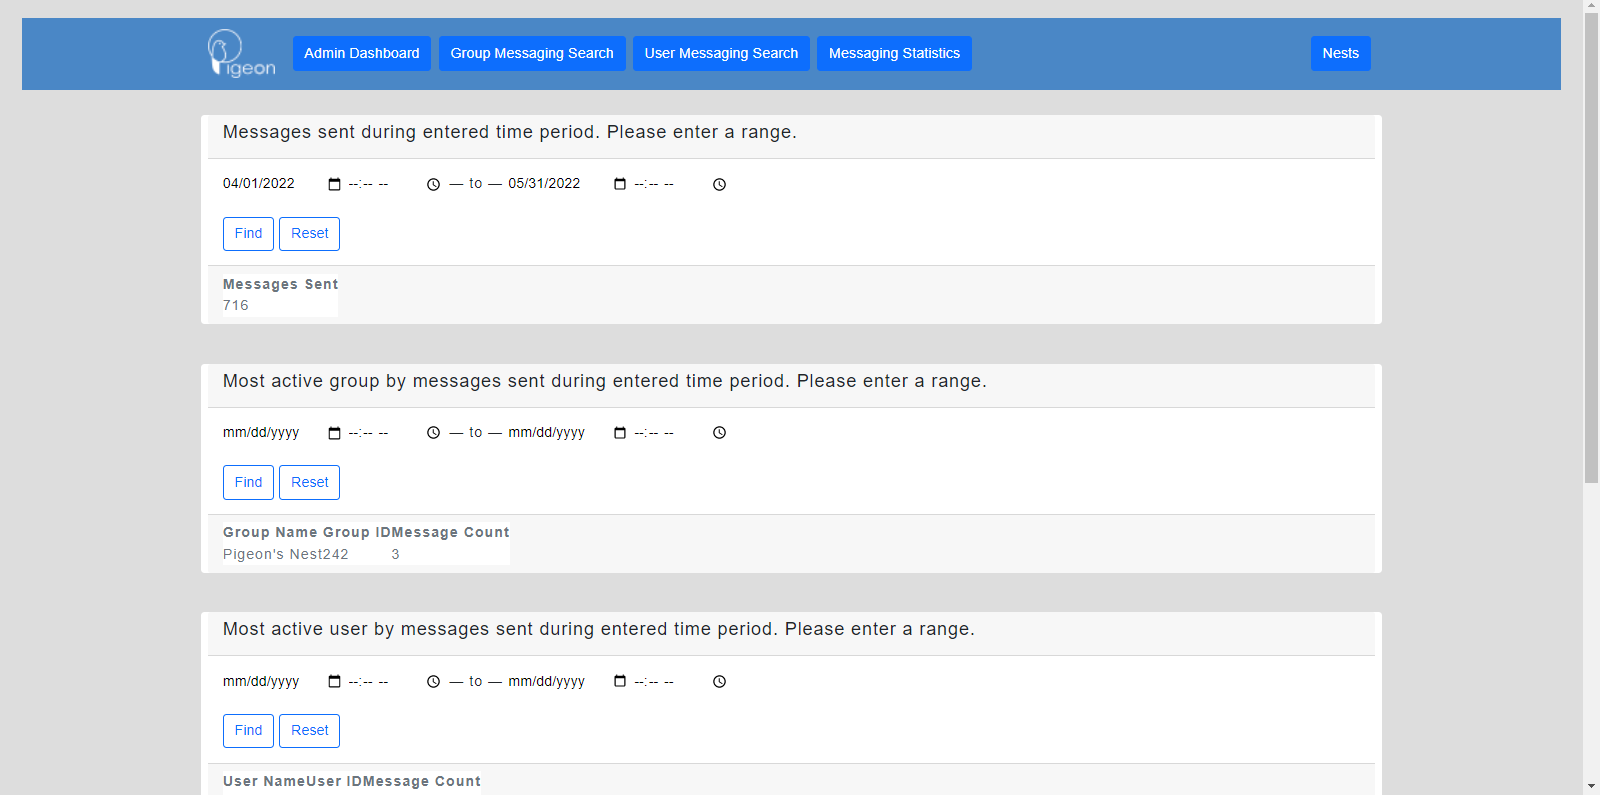 Pigeon Admin Dashboard Group Messaging Search User Messaging Search Messaging Statistics Nests
Messages sent during entered time period. Please enter a range.
04/01/2022 --:-- -- — to — 05/31/2022 --:-- --
Find Reset
Messages Sent
716
Most active group by messages sent during entered time period. Please enter a range.
mm/dd/yyyy --:-- -- — to — mm/dd/yyyy --:-- --
Find Reset
Group Name Group IDMessage Count
Pigeon's Nest242 3
Most active user by messages sent during entered time period. Please enter a range.
mm/dd/yyyy --:-- -- — to — mm/dd/yyyy --:-- --
Find Reset
User NameUser IDMessage Count